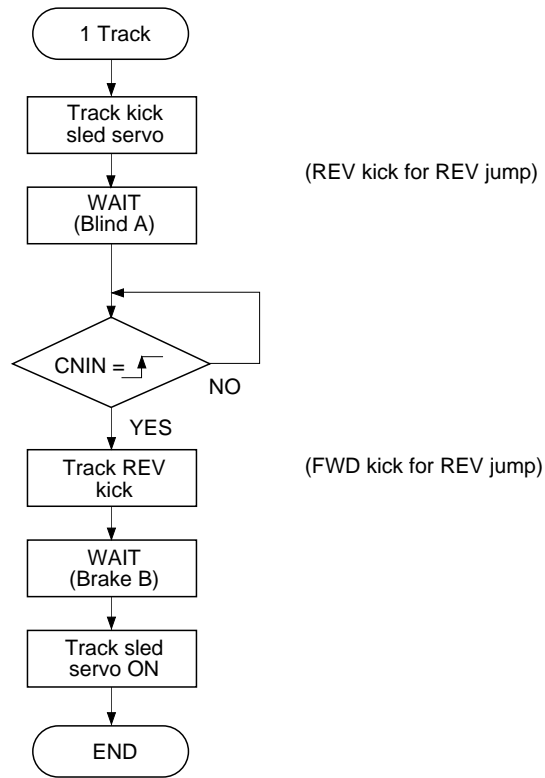 1 Track
Track kick
sled servo
(REV kick for REV jump)
WAIT
(Blind A)
CNIN =
NO
YES
Track REV
kick
(FWD kick for REV jump)
WAIT
(Brake B)
Track sled
servo ON
END